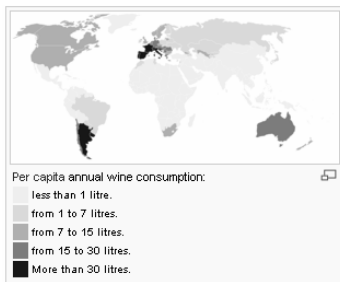 Per capita annual wine consumption:
less than 1 litre.
from 1 to 7 litres.
from 7 to 15 litres.
from 15 to 30 litres.
More than 30 litres.